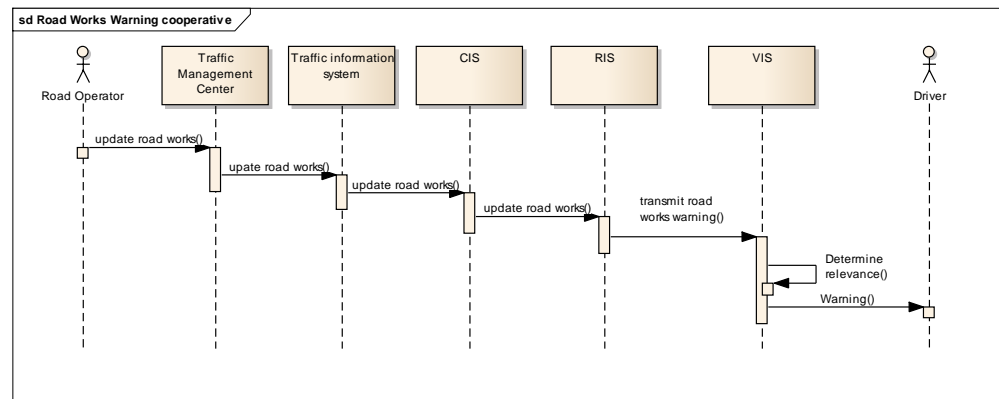 sd Road Works Warning cooperative
Road Operator
Traffic
Management
Center
Traffic information
system
CIS
RIS
VIS
Driver
update road works()
upate road works()
update road works()
update road works()
transmit road
works warning()
Determine
relevance()
Warning()